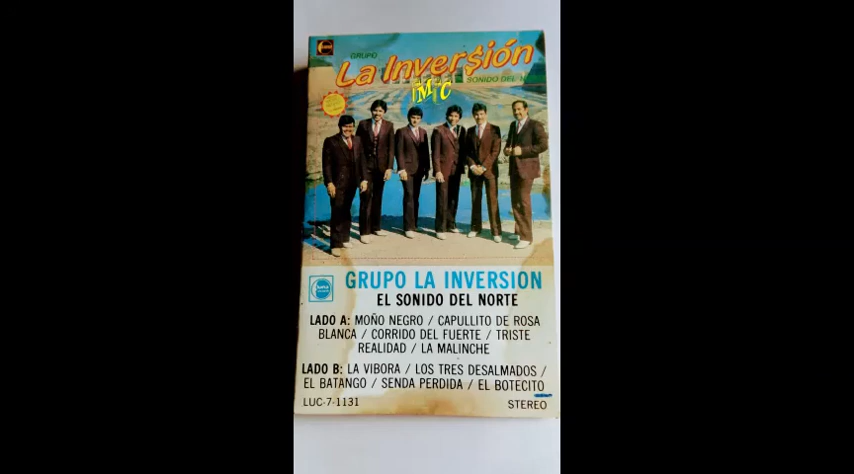 GRUPO
La Inver$ión
SONIDO DEL
MC
GRUPO LA INVERSION
EL SONIDO DEL NORTE
LADO A: MOÑO NEGRO / CAPULLITO DE ROSA
BLANCA / CORRIDO DEL FUERTE / TRISTE
REALIDAD / LA MALINCHE
LADO B: LA VIBORA / LOS TRES DESALMADOS /
EL BATANGO / SENDA PERDIDA / EL BOTECITO
LUC-7-1131
STEREO